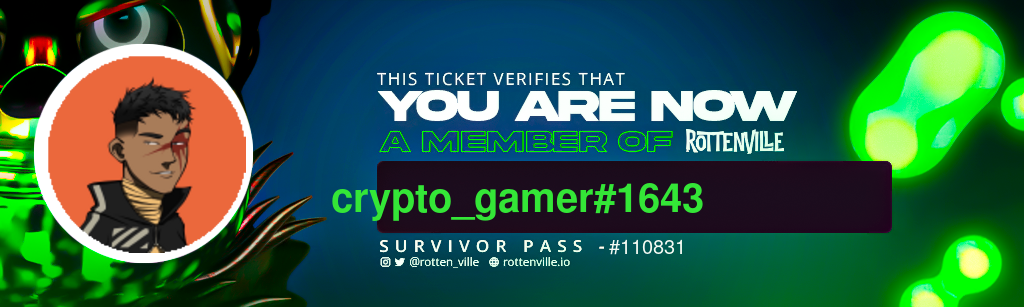 THIS TICKET VERIFIES THAT
YOU ARE NOW
A MEMBER OF ROTTENVILLE
crypto_gamer#1643
SURVIVOR PASS - #110831
@rotten_ville rottenville.io